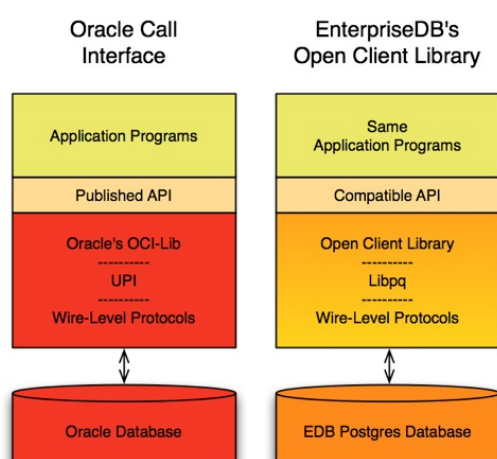 Oracle Call
Interface
Application Programs
Published API
Oracle's OCI-Lib
----------
UPI
----------
Wire-Level Protocols
Oracle Database
EnterpriseDB's
Open Client Library
Same
Application Programs
Compatible API
Open Client Library
----------
Libpq
----------
Wire-Level Protocols
EDB Postgres Database